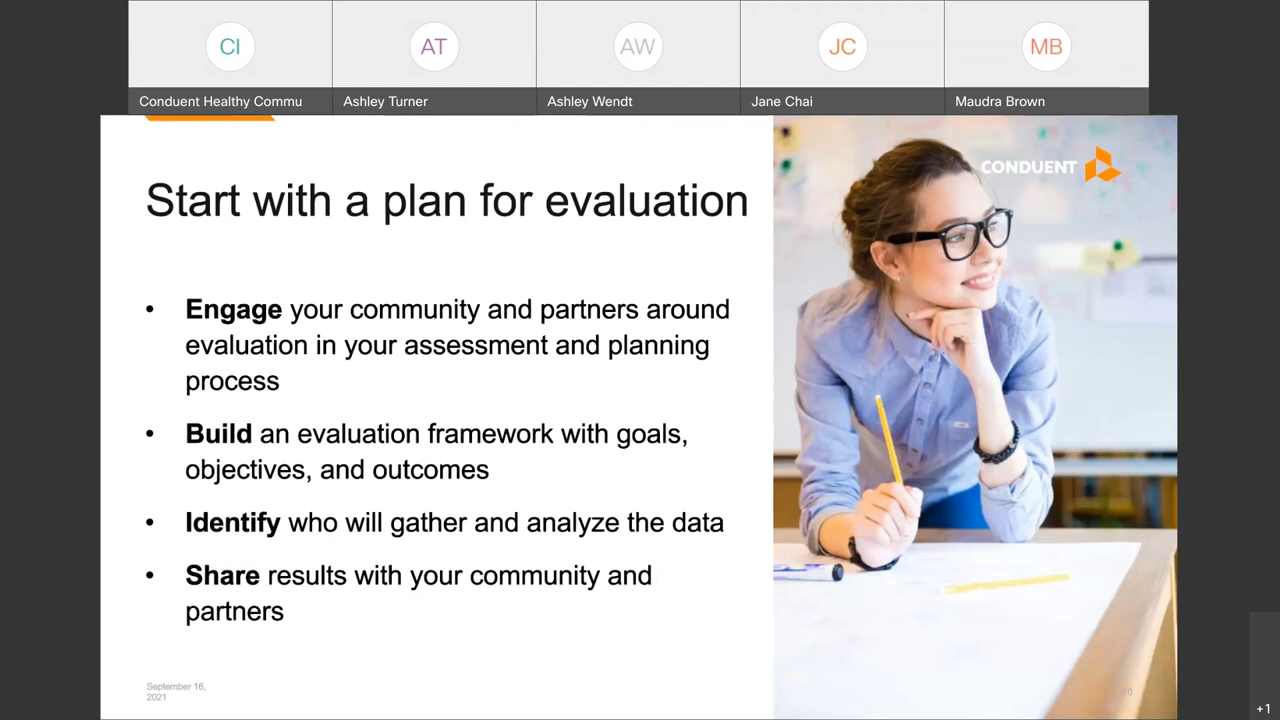 CI
AT
AW
JC
MB
Conduent Healthy Commu
Ashley Turner
Ashley Wendt
Jane Chai
Maudra Brown
CONDUENT
Start with a plan for evaluation
• Engage your community and partners around
evaluation in your assessment and planning
process
• Build an evaluation framework with goals,
objectives, and outcomes
• Identify who will gather and analyze the data
• Share results with your community and
partners
September 16,
2021
+1